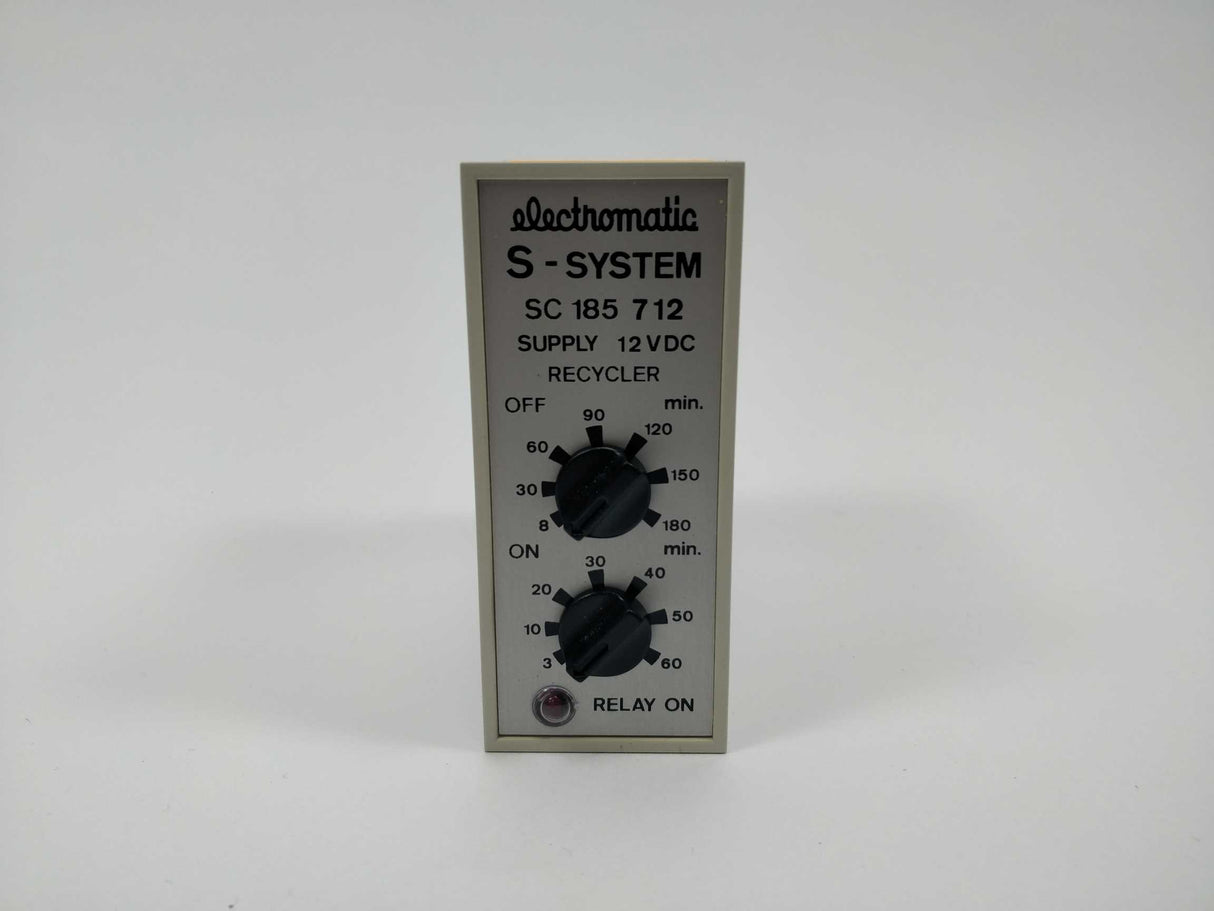 electromatic
S - SYSTEM
SC 185 712
SUPPLY 12 VDC
RECYCLER
OFF min.
90
120
60
150
30
8
180
ON min.
30
40
20
50
10
3
60
RELAY ON